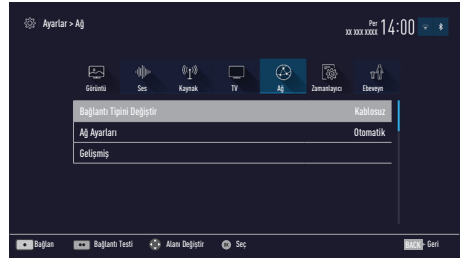 Ayarlar > Ağ
Per
xx xxx xxxx 14:00
Görüntü Ses Kaynak TV Ağ Zamanlayıcı Ebeveyn
Bağlantı Tipini Değiştir Kablosuz
Ağ Ayarları Otomatik
Gelişmiş
Bağlan Bağlantı Testi Alanı Değiştir OK Seç BACK Geri